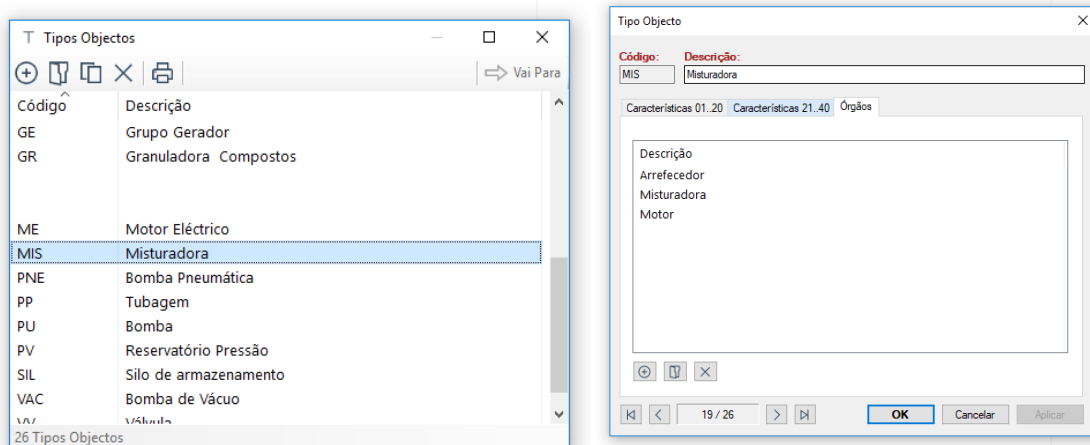 Tipos Objectos
Vai Para
Código Descrição
GE Grupo Gerador
GR Granuladora Compostos
ME Motor Eléctrico
MIS Misturadora
PNE Bomba Pneumática
PP Tubagem
PU Bomba
PV Reservatório Pressão
SIL Silo de armazenamento
VAC Bomba de Vácuo
VV Válvula
26 Tipos Objectos
Tipo Objecto
Código: Descrição:
MIS Misturadora
Características 01..20 Características 21..40 Órgãos
Descrição
Arrefecedor
Misturadora
Motor
19 / 26 OK Cancelar Aplicar